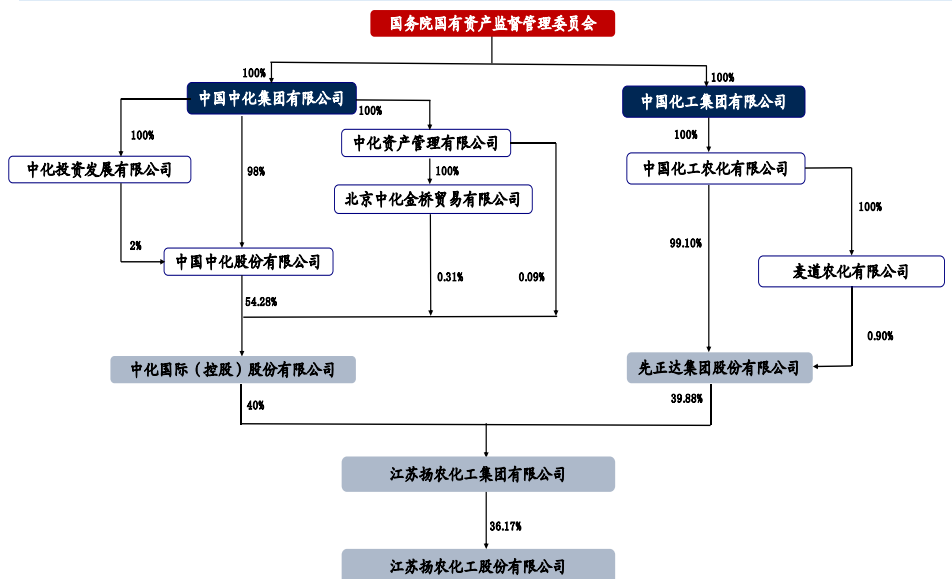 国务院国有资产监督管理委员会
100%
100%
中国中化集团有限公司
中国化工集团有限公司
100%
100%
100%
中化资产管理有限公司
中化投资发展有限公司
98%
100%
中国化工农化有限公司
北京中化金桥贸易有限公司
100%
2%
99.10%
中国中化股份有限公司
0.31%
0.09%
麦道农化有限公司
54.28%
0.90%
中化国际（控股）股份有限公司
先正达集团股份有限公司
40%
39.88%
江苏扬农化工集团有限公司
36.17%
江苏扬农化工股份有限公司